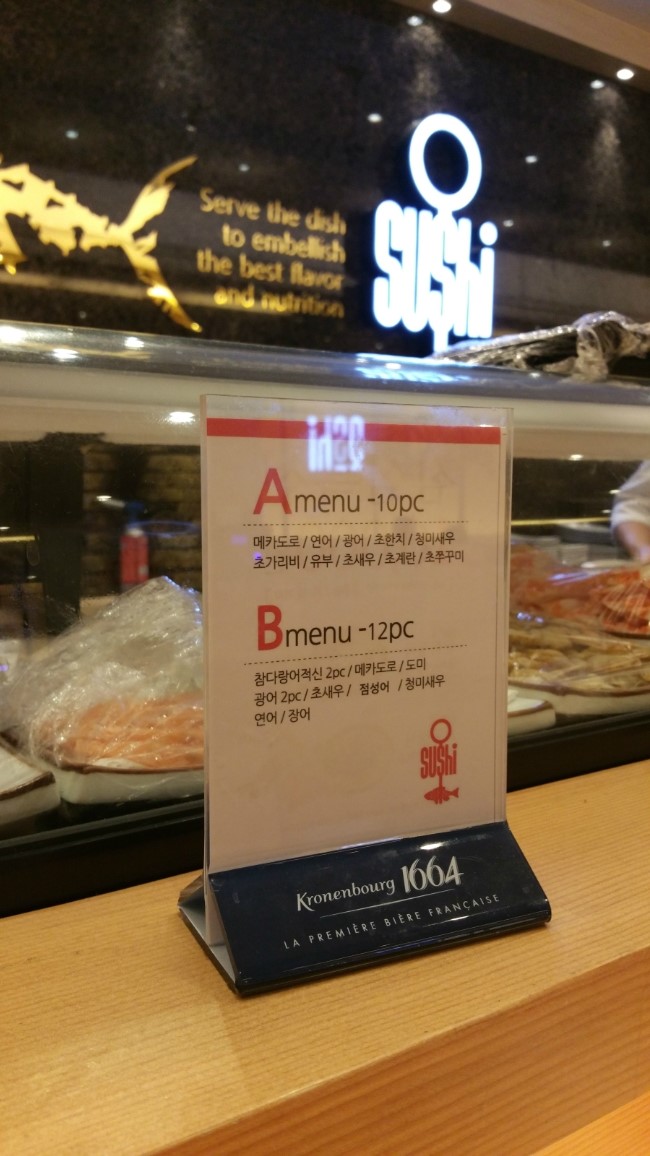 Serve the dish
to embellish
the best flavor
and nutrition
sushi
A menu -10pc
메카도로 / 연어 / 광어 / 초한치 / 청미새우
초가리비 / 유부 / 초새우 / 초계란 / 초쭈꾸미
B menu -12pc
참다랑어적신 2pc / 메카도로 / 도미
광어 2pc / 초새우 / 점성어 / 청미새우
연어 / 장어
sushi
Kronenbourg 1664
LA PREMIÈRE BIÈRE FRANÇAISE